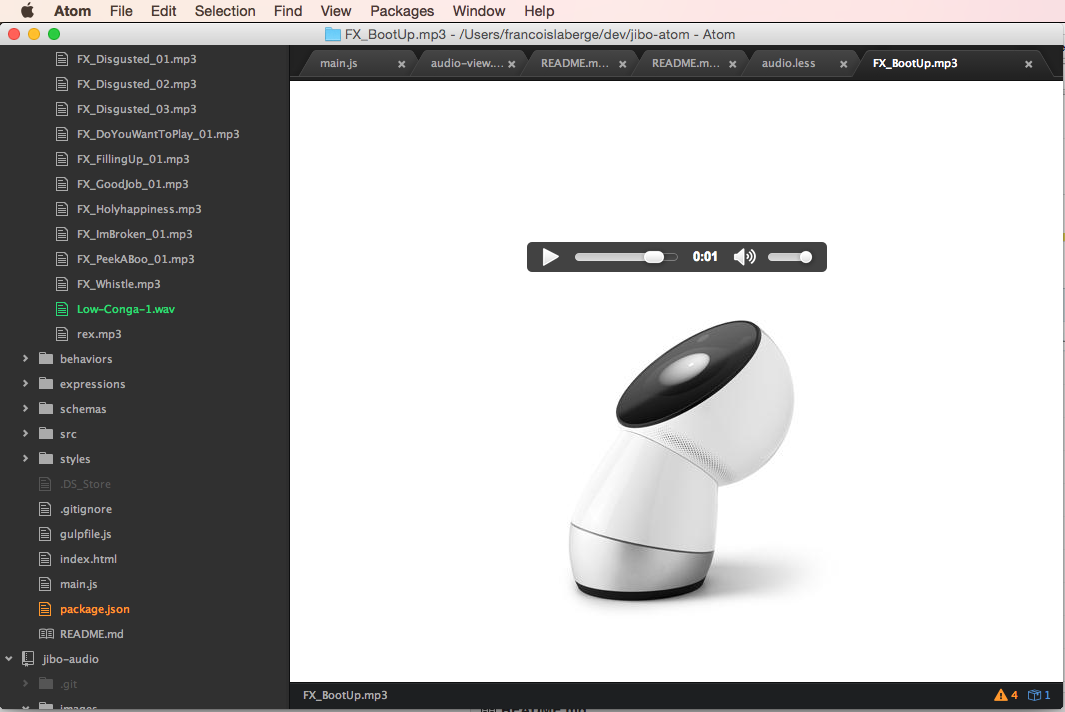 Atom File Edit Selection Find View Packages Window Help
FX_BootUp.mp3 - /Users/francoislaberge/dev/jibo-atom - Atom
main.js
audio-view....
README.m...
README.m...
audio.less
FX_BootUp.mp3
FX_Disgusted_01.mp3
FX_Disgusted_02.mp3
FX_Disgusted_03.mp3
FX_DoYouWantToPlay_01.mp3
FX_FillingUp_01.mp3
FX_GoodJob_01.mp3
FX_Holyhappiness.mp3
FX_ImBroken_01.mp3
FX_PeekABoo_01.mp3
FX_Whistle.mp3
Low-Conga-1.wav
rex.mp3
behaviors
expressions
schemas
src
styles
.DS_Store
.gitignore
gulpfile.js
index.html
main.js
package.json
README.md
jibo-audio
.git
images
0:01
FX_BootUp.mp3
4
1